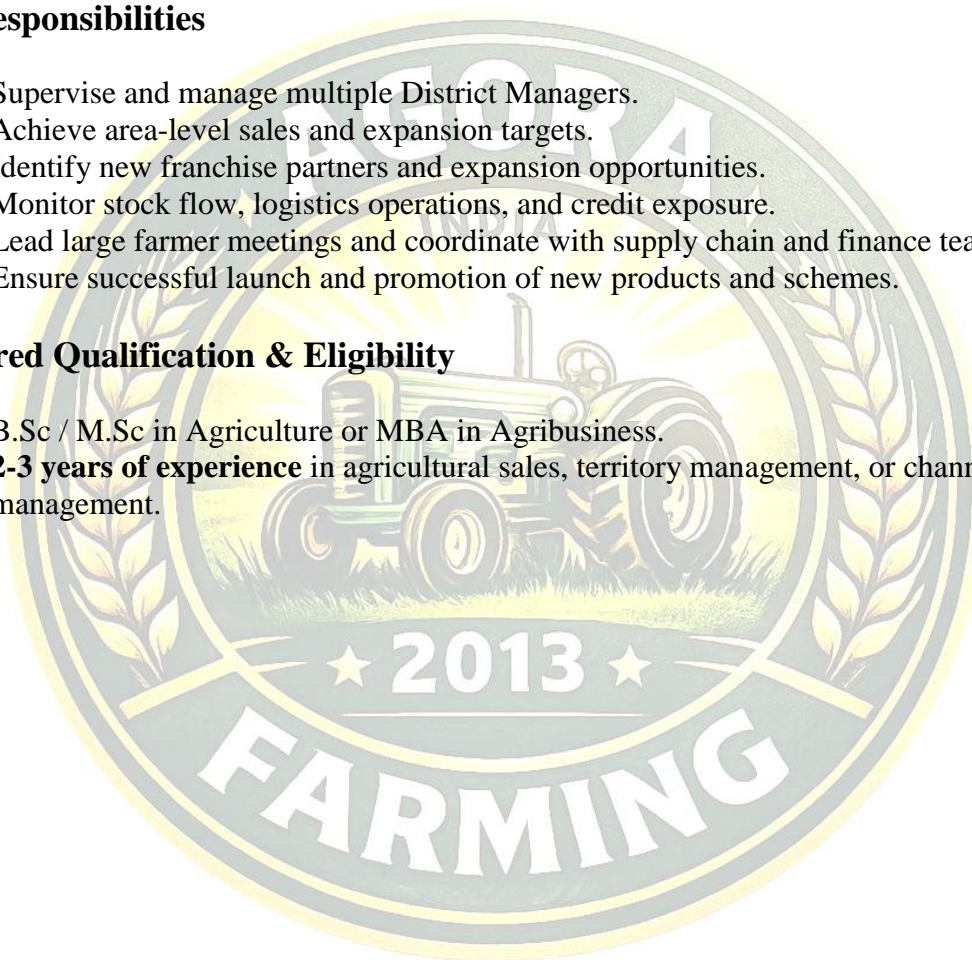 esponsibilities
Supervise and manage multiple District Managers.
Achieve area-level sales and expansion targets.
dentify new franchise partners and expansion opportunities.
Monitor stock flow, logistics operations, and credit exposure.
Lead large farmer meetings and coordinate with supply chain and finance tea
Ensure successful launch and promotion of new products and schemes.
red Qualification & Eligibility
B.Sc / M.Sc in Agriculture or MBA in Agribusiness.
2-3 years of experience in agricultural sales, territory management, or chann
management.
AGORA
INDIA
2013
FARMING